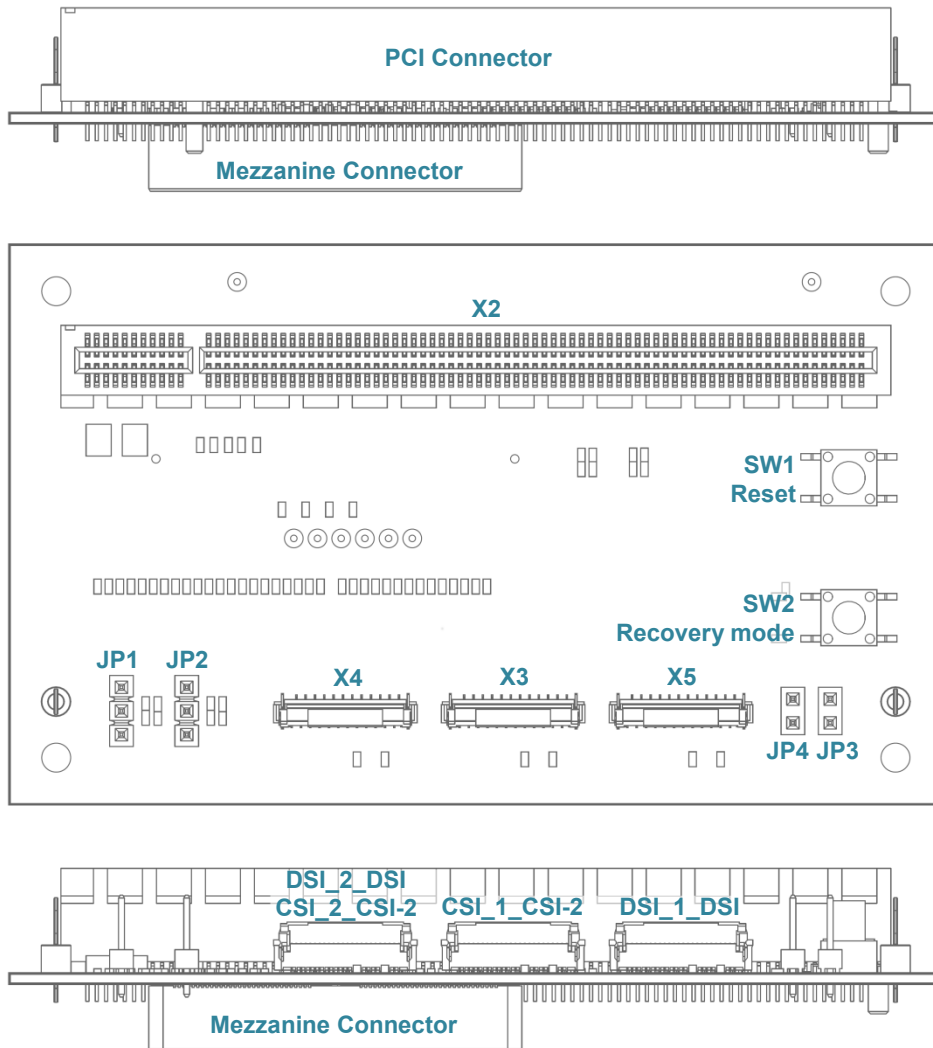 PCI Connector
Mezzanine Connector
X2
SW1
Reset
SW2
Recovery mode
JP1
JP2
X4
X3
X5
JP4
JP3
DSI_2_DSI
CSI_2_CSI-2
CSI_1_CSI-2
DSI_1_DSI
Mezzanine Connector